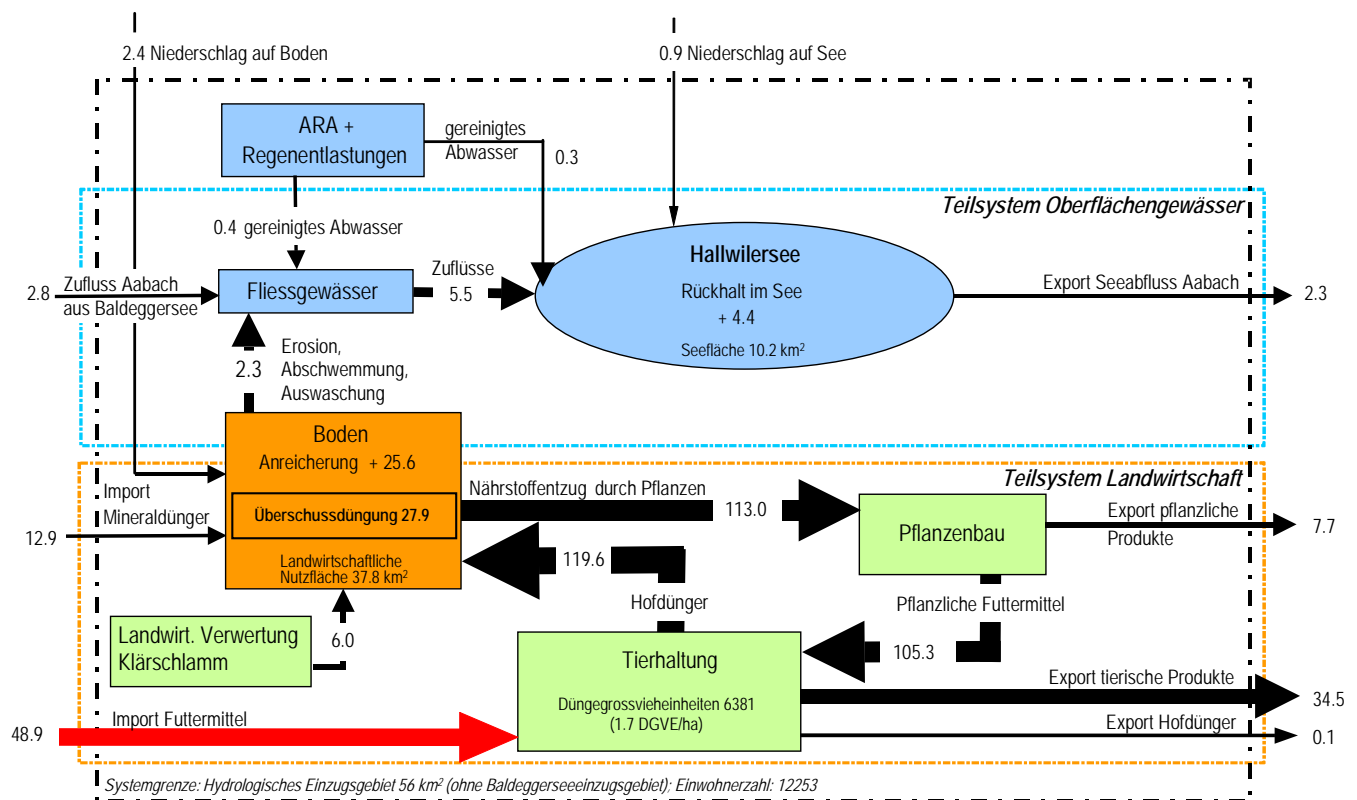 2.4 Niederschlag auf Boden
0.9 Niederschlag auf See
ARA +
Regenentlastungen
gereinigtes
Abwasser
0.3
Teilsystem Oberflächengewässer
0.4 gereinigtes Abwasser
Hallwilersee
Rückhalt im See
+ 4.4
Seefläche 10.2 km²
2.8
Zufluss Aabach
aus Baldeggersee
Fliessgewässer
Zuflüsse
5.5
Export Seeabfluss Aabach
2.3
2.3
Erosion,
Abschwemmung,
Auswaschung
Boden
Anreicherung + 25.6
Überschussdüngung 27.9
Landwirtschaftliche
Nutzfläche 37.8 km²
Teilsystem Landwirtschaft
Import
Mineraldünger
12.9
Nährstoffentzug durch Pflanzen
113.0
Pflanzenbau
Export pflanzliche
Produkte
7.7
119.6
Hofdünger
Pflanzliche Futtermittel
105.3
Landwirt. Verwertung
Klärschlamm
6.0
Tierhaltung
Düngegrossvieheinheiten 6381
(1.7 DGVE/ha)
Export tierische Produkte
34.5
Export Hofdünger
0.1
Import Futtermittel
48.9
Systemgrenze: Hydrologisches Einzugsgebiet 56 km² (ohne Baldeggerseeeinzugsgebiet); Einwohnerzahl: 12253